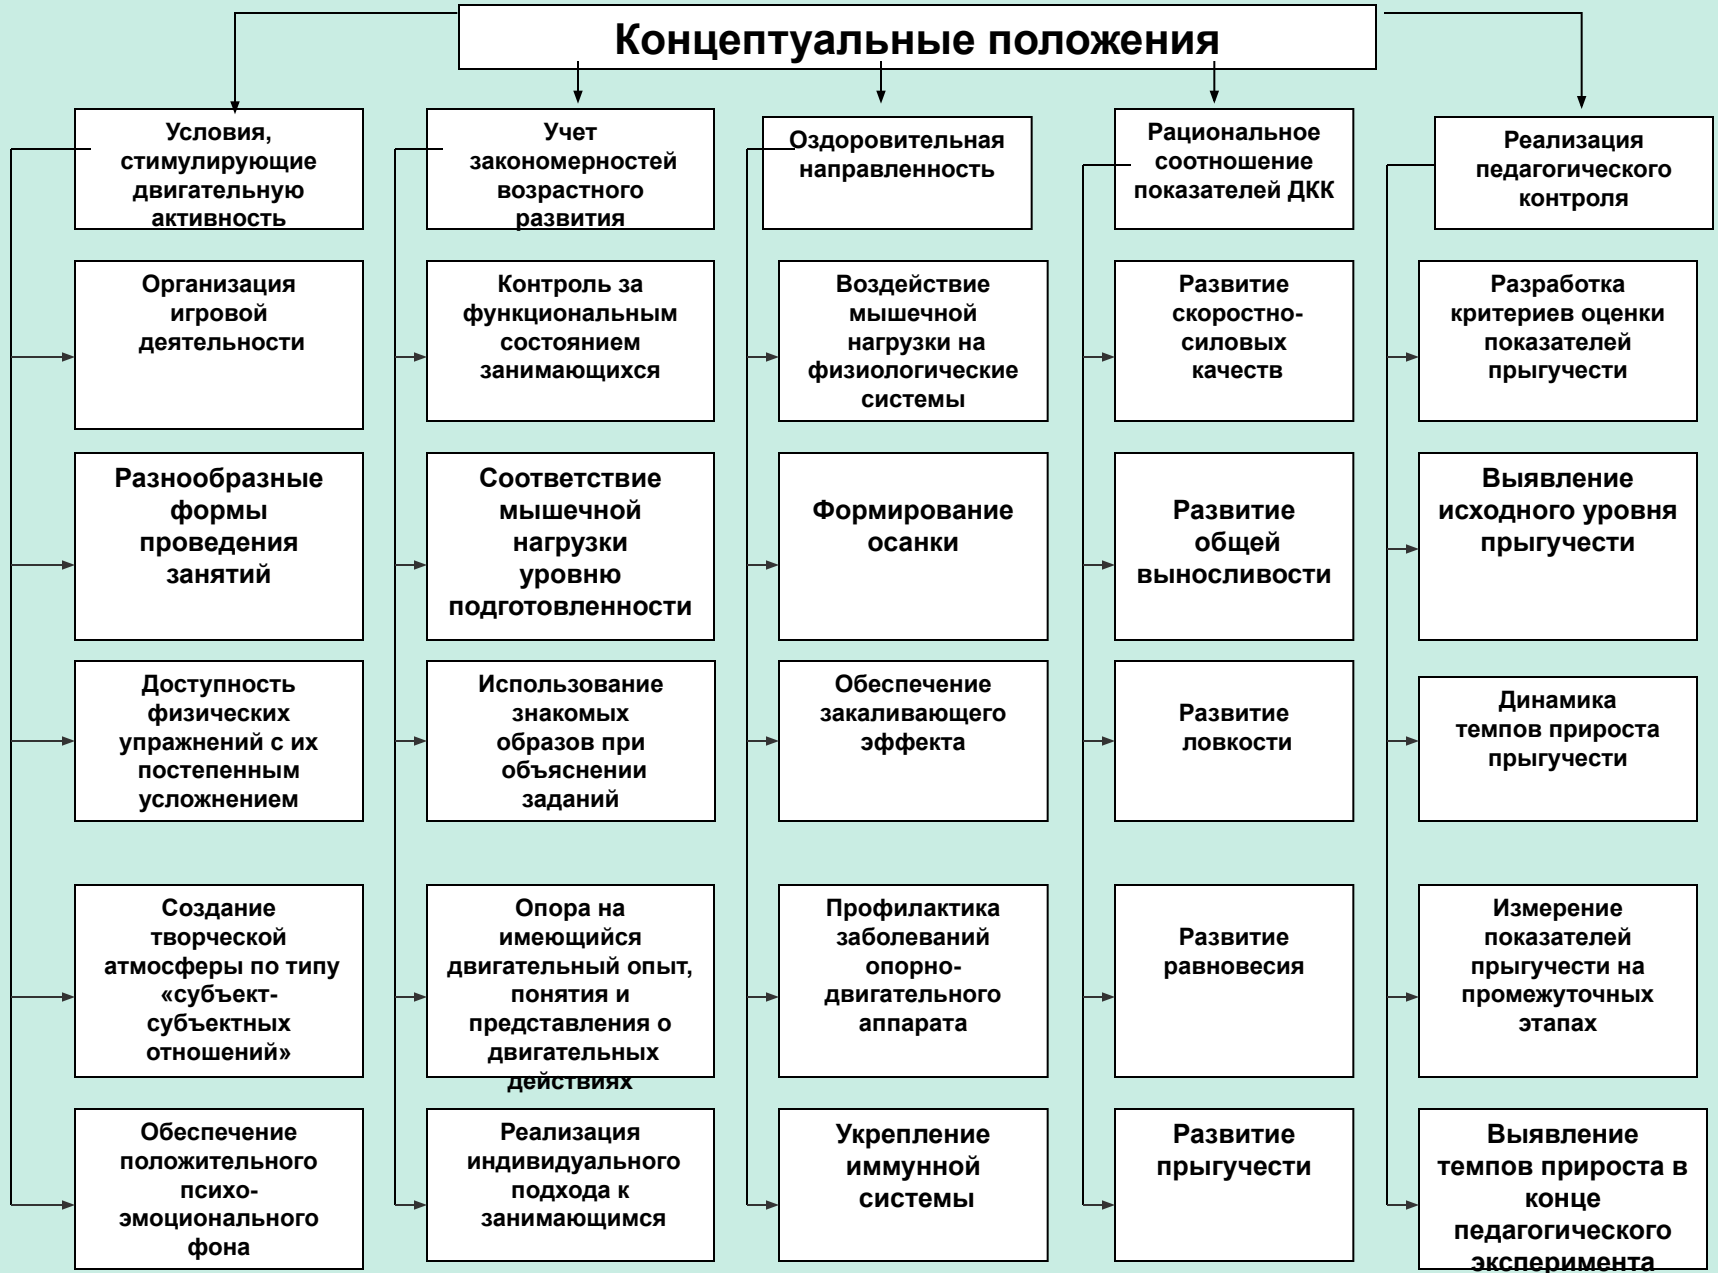 Концептуальные положения
Условия,
стимулирующие
двигательную
активность
Учет
закономерностей
возрастного
развития
Оздоровительная
направленность
Рациональное
соотношение
показателей ДКК
Реализация
педагогического
контроля
Организация
игровой
деятельности
Контроль за
функциональным
состоянием
занимающихся
Воздействие
мышечной
нагрузки на
физиологические
системы
Развитие
скоростно-
силовых
качеств
Разработка
критериев оценки
показателей
прыгучести
Разнообразные
формы
проведения
занятий
Соответствие
мышечной
нагрузки
уровню
подготовленности
Формирование
осанки
Развитие
общей
выносливости
Выявление
исходного уровня
прыгучести
Доступность
физических
упражнений с их
постепенным
усложнением
Использование
знакомых
образов при
объяснении
заданий
Обеспечение
закаливающего
эффекта
Развитие
ловкости
Динамика
темпов прироста
прыгучести
Создание
творческой
атмосферы по типу
«субъект-
субъектных
отношений»
Опора на
имеющийся
двигательный опыт,
понятия и
представления о
двигательных
действиях
Профилактика
заболеваний
опорно-
двигательного
аппарата
Развитие
равновесия
Измерение
показателей
прыгучести на
промежуточных
этапах
Обеспечение
положительного
психо-
эмоционального
фона
Реализация
индивидуального
подхода к
занимающимся
Укрепление
иммунной
системы
Развитие
прыгучести
Выявление
темпов прироста в
конце
педагогического
эксперимента